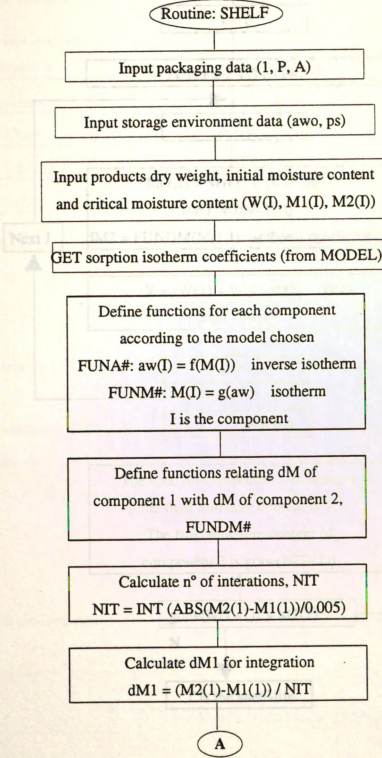 Routine: SHELF
Input packaging data (1, P, A)
Input storage environment data (awo, ps)
Input products dry weight, initial moisture content
and critical moisture content (W(I), M1(I), M2(I))
Next I
GET sorption isotherm coefficients (from MODEL)
Define functions for each component
according to the model chosen
FUNA#: aw(I) = f(M(I)) inverse isotherm
FUNM#: M(I) = g(aw) isotherm
I is the component
Define functions relating dM of
component 1 with dM of component 2,
FUNDM#
Calculate nº of interations, NIT
NIT = INT (ABS(M2(1)-M1(1))/0.005)
Calculate dM1 for integration
dM1 = (M2(1)-M1(1)) / NIT
A